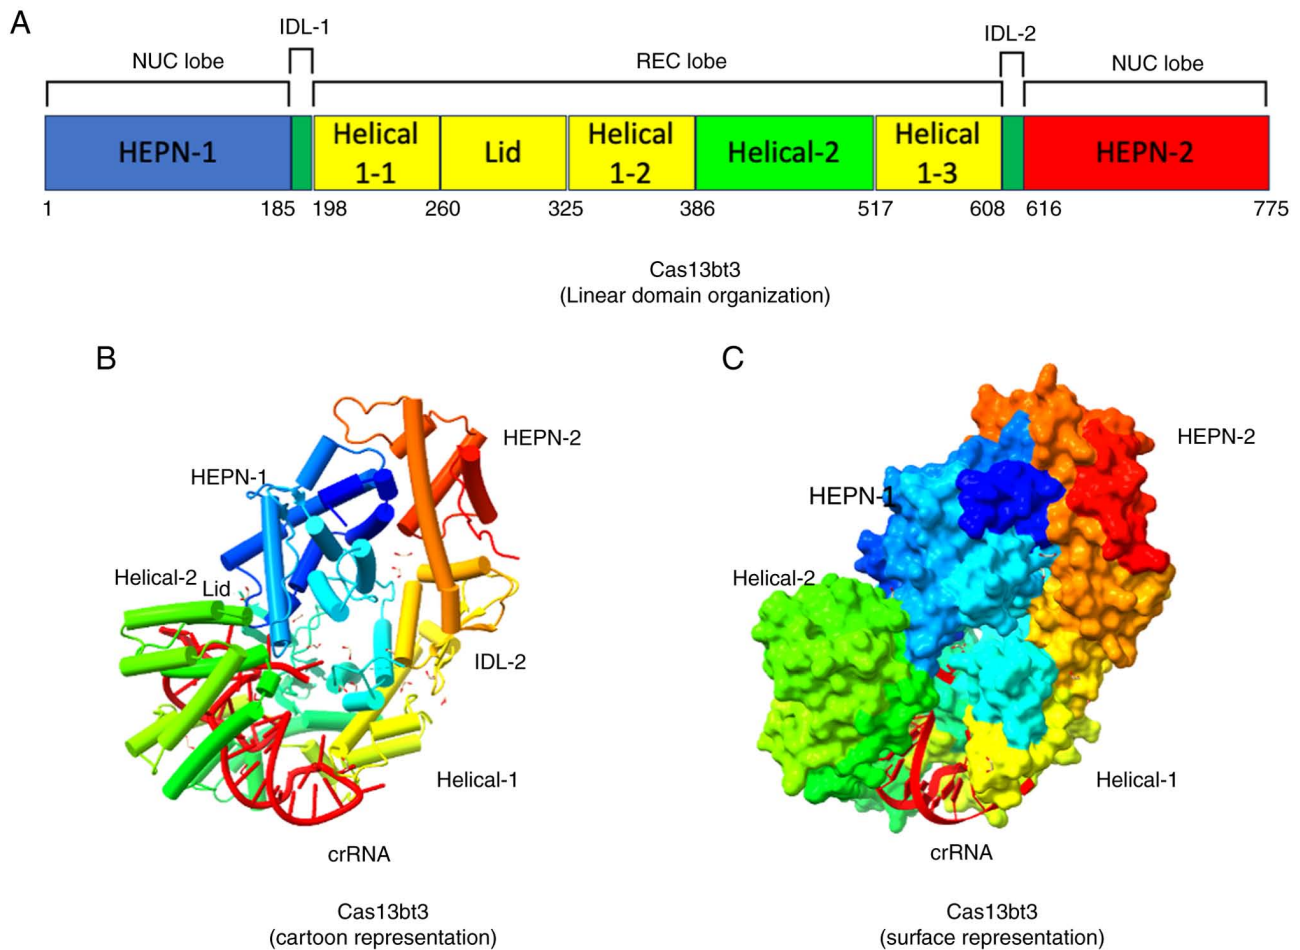 A
IDL-1
NUC lobe
REC lobe
IDL-2
NUC lobe
HEPN-1
Helical
1-1
Lid
Helical
1-2
Helical-2
Helical
1-3
HEPN-2
1 185 198 260 325 386 517 608 616 775
Cas13bt3
(Linear domain organization)
B
HEPN-2
HEPN-1
Helical-2
Lid
IDL-2
Helical-1
crRNA
Cas13bt3
(cartoon representation)
C
HEPN-2
HEPN-1
Helical-2
Helical-1
crRNA
Cas13bt3
(surface representation)